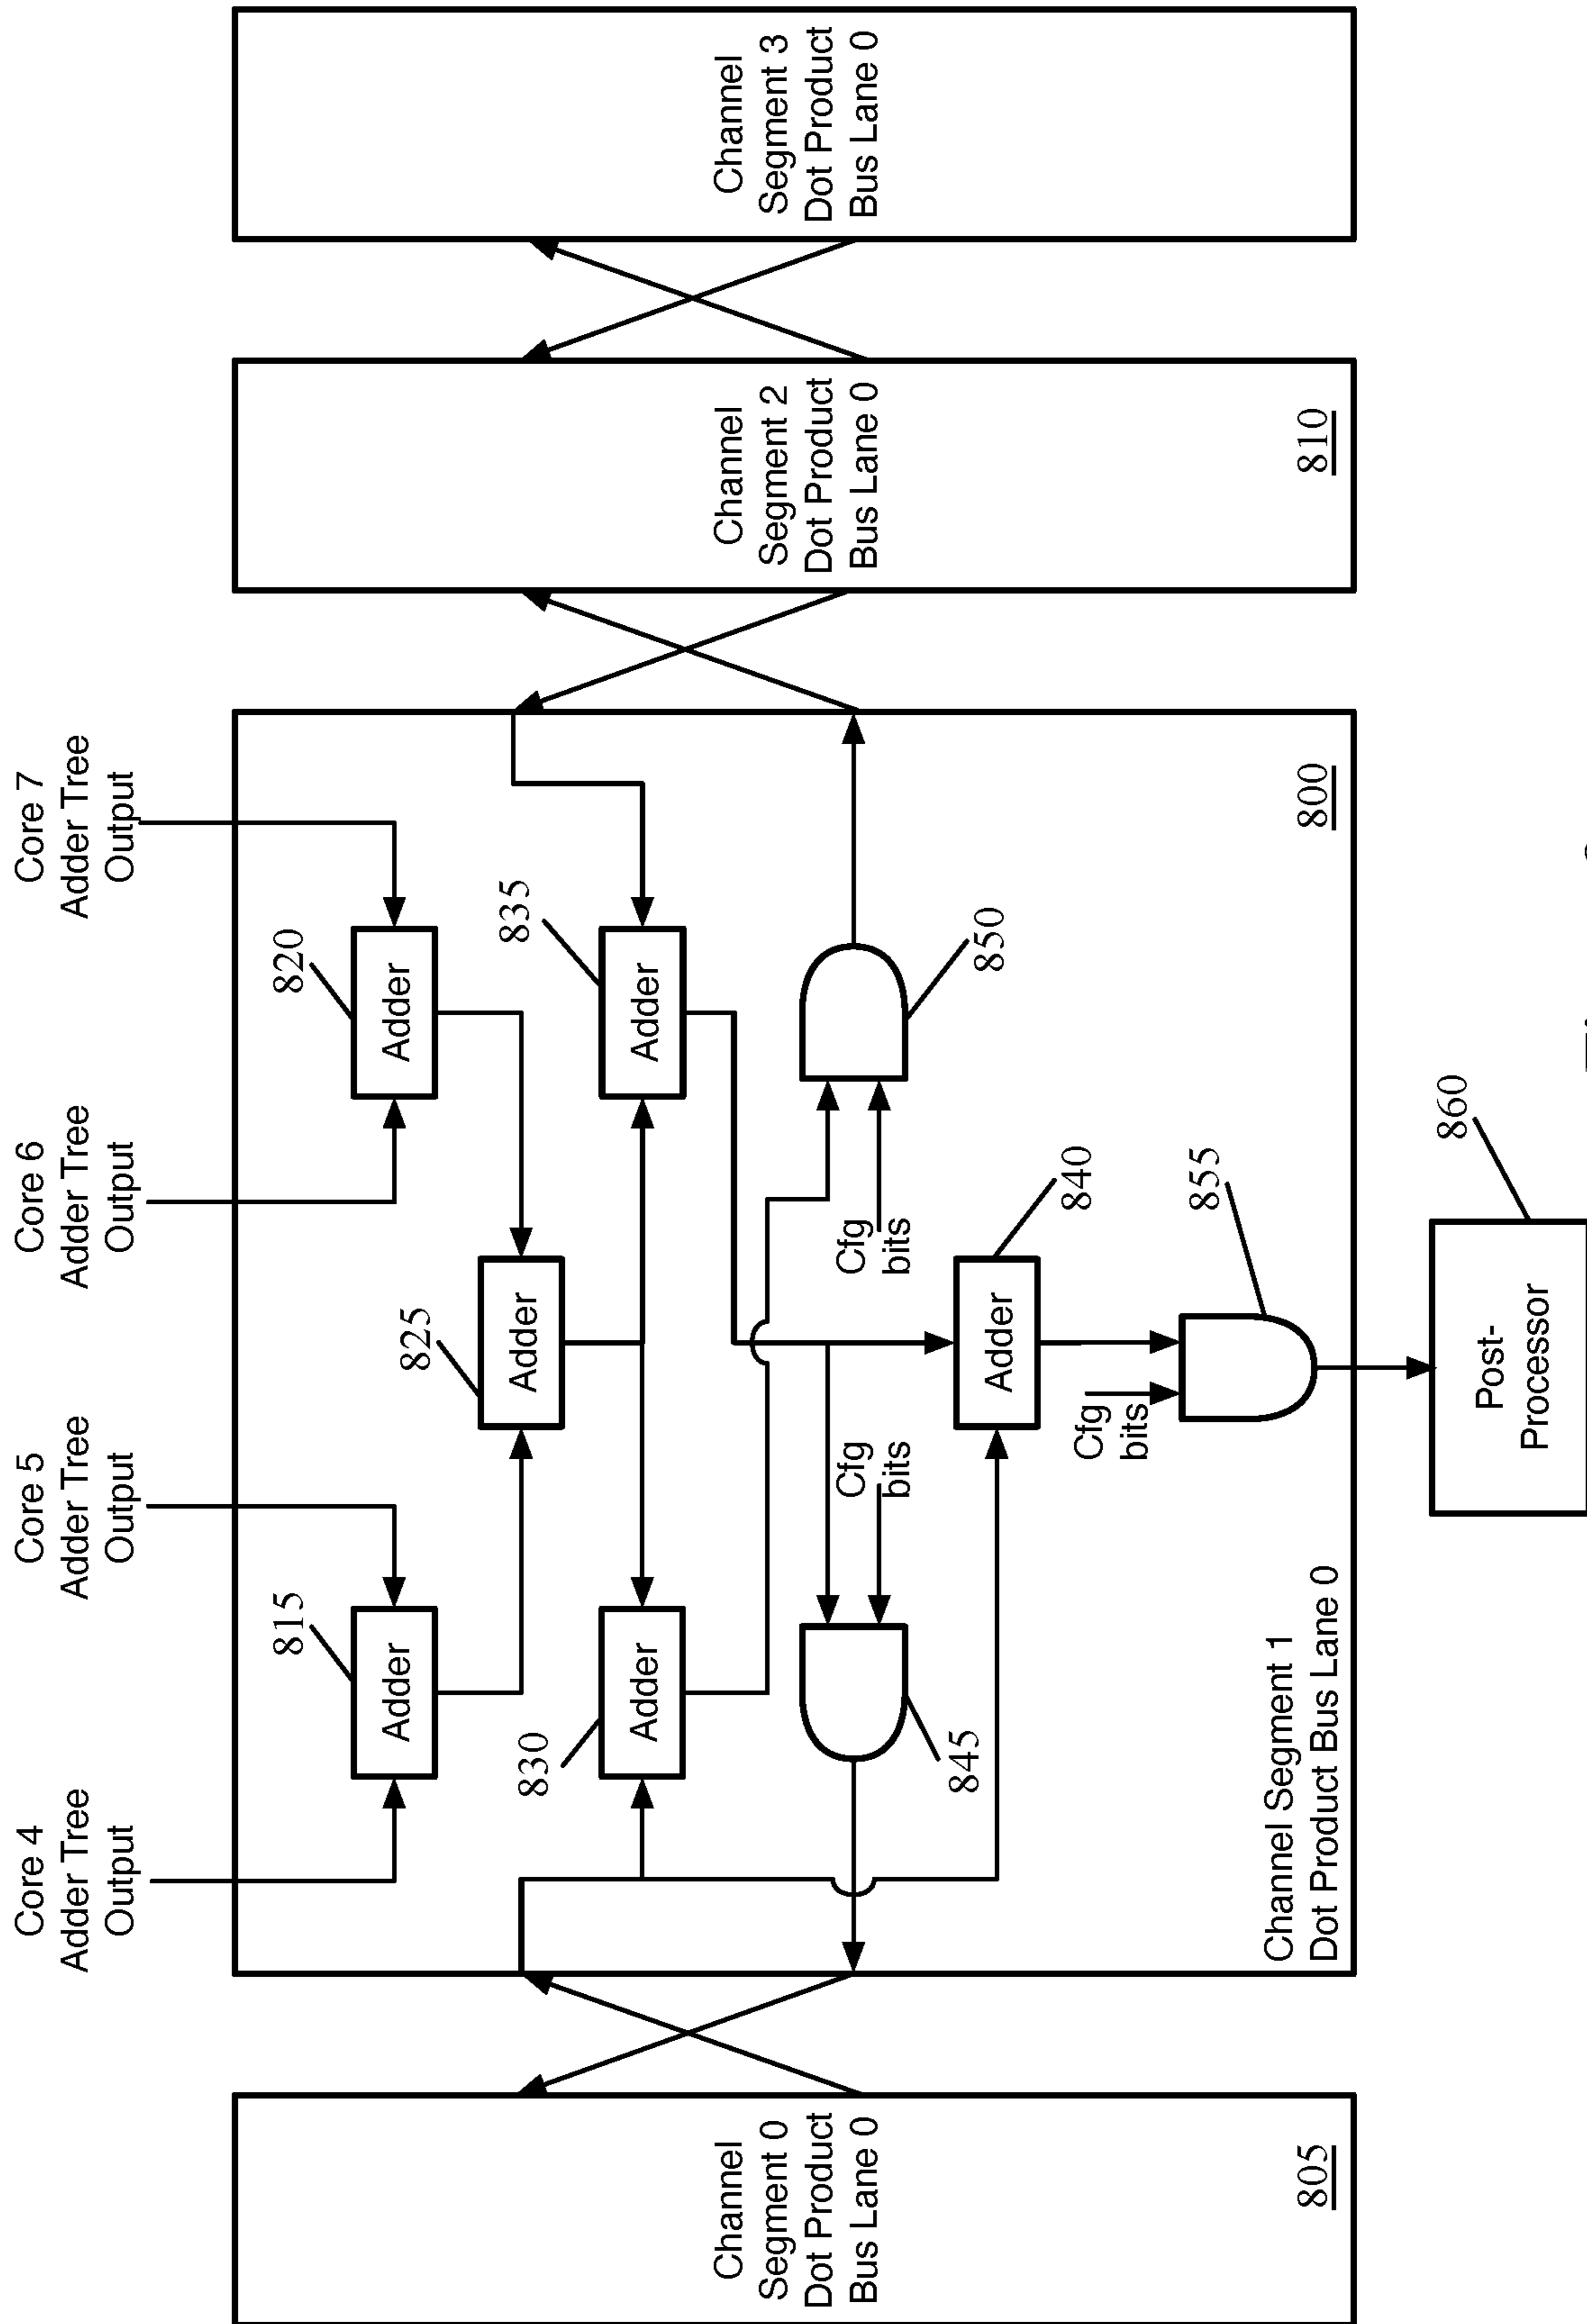 Core 4
Adder Tree
Output
Core 5
Adder Tree
Output
Core 6
Adder Tree
Output
Core 7
Adder Tree
Output
815
Adder
820
Adder
825
Adder
830
Adder
835
Adder
Channel
Segment 0
Dot Product
Bus Lane 0
805
Channel
Segment 2
Dot Product
Bus Lane 0
810
Channel
Segment 3
Dot Product
Bus Lane 0
845
Cfg
bits
Cfg
bits
850
Adder
840
Cfg
bits
855
Channel Segment 1
Dot Product Bus Lane 0
800
Post-
Processor
860